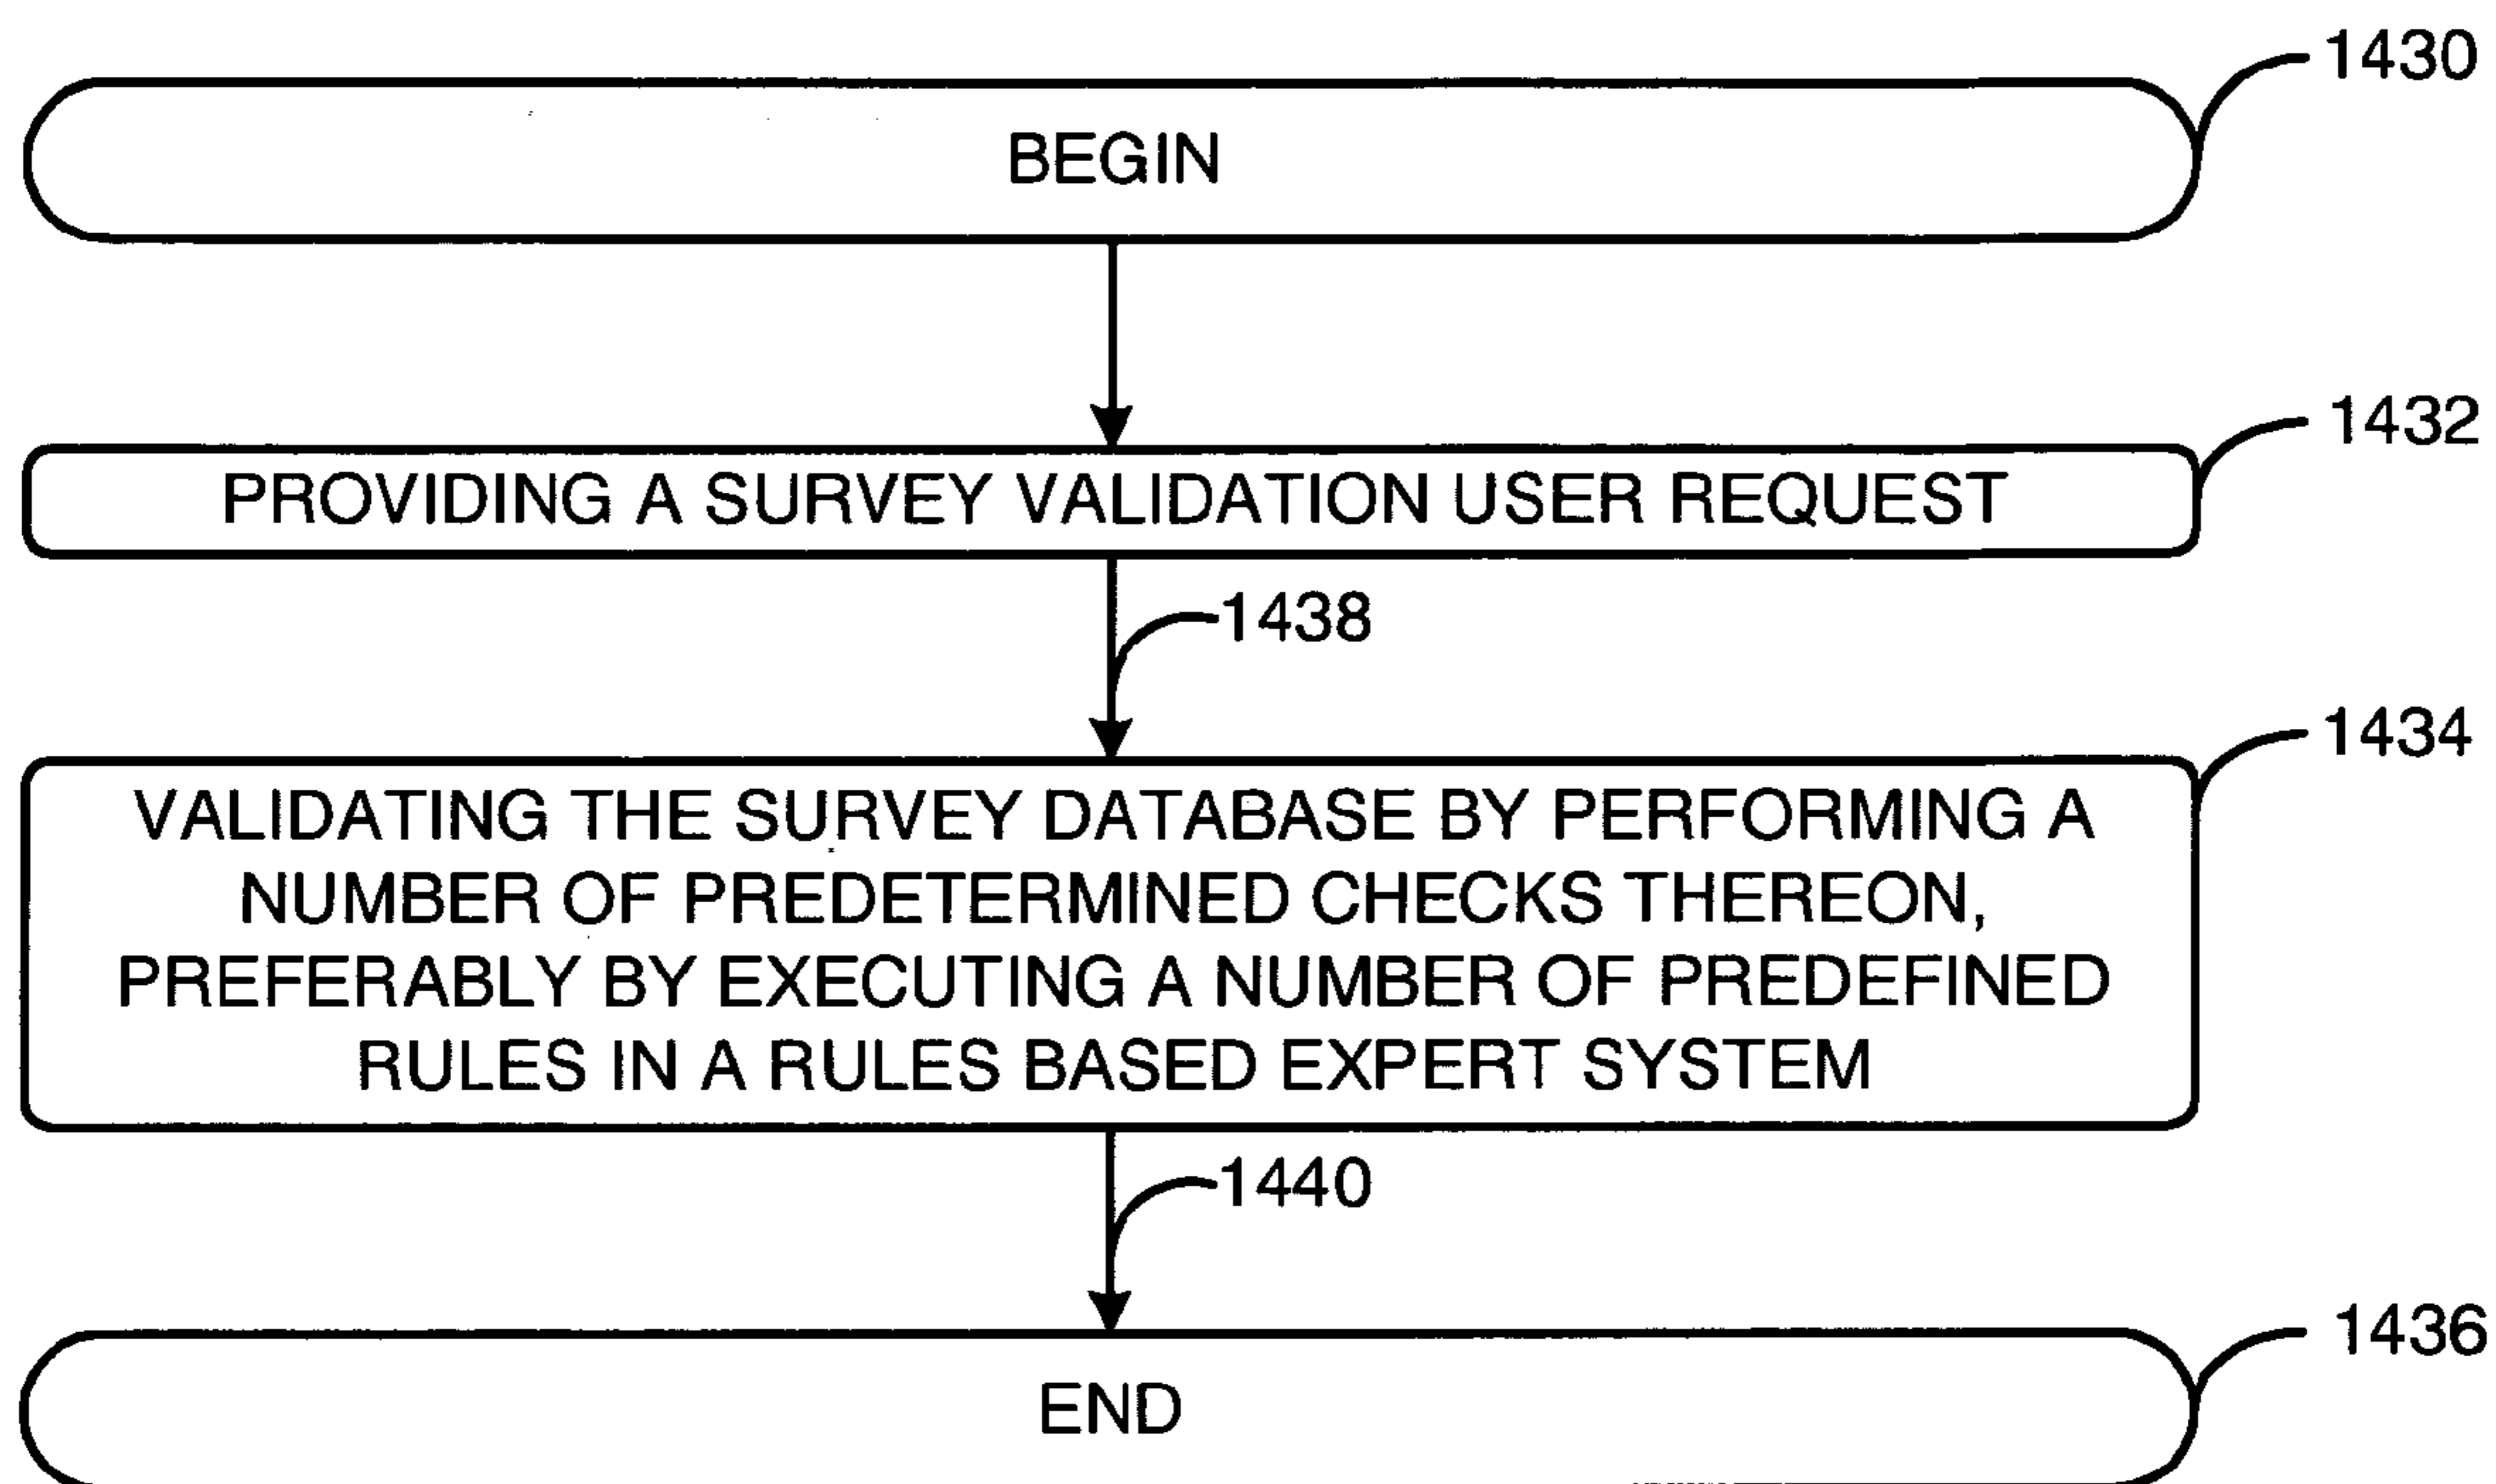 1430
BEGIN
1432
PROVIDING A SURVEY VALIDATION USER REQUEST
1438
1434
VALIDATING THE SURVEY DATABASE BY PERFORMING A
NUMBER OF PREDETERMINED CHECKS THEREON,
PREFERABLY BY EXECUTING A NUMBER OF PREDEFINED
RULES IN A RULES BASED EXPERT SYSTEM
1440
1436
END